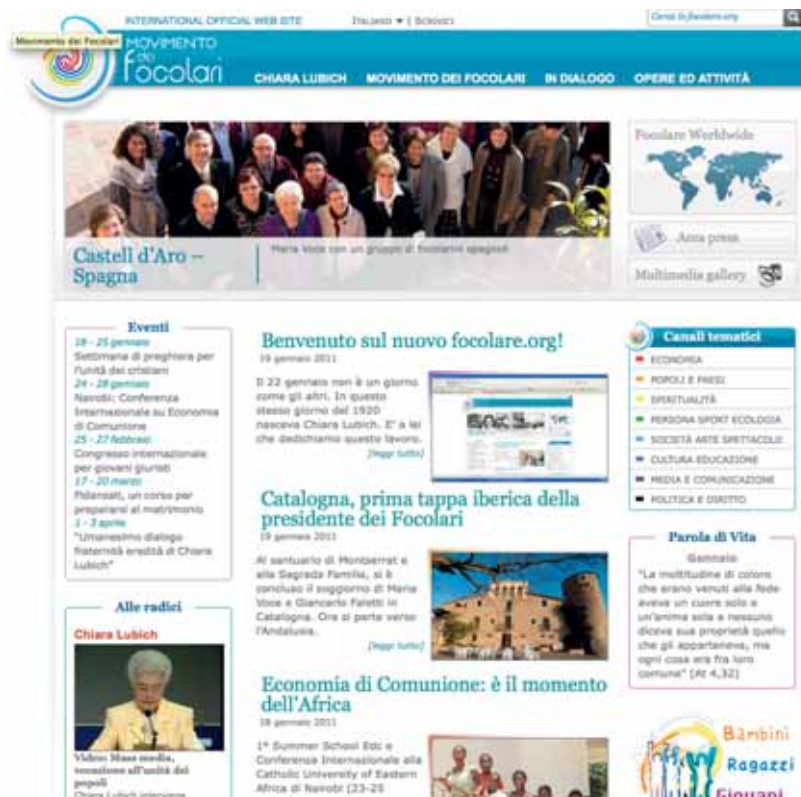 INTERNATIONAL OFFICIAL WEB SITE
ITALIANO ▼ | SCRIVICI
Cerca in focolare.org
Movimento dei Focolari
MOVIMENTO
dei
Focolari
CHIARA LUBICH MOVIMENTO DEI FOCOLARI IN DIALOGO OPERE ED ATTIVITÀ
Castell d'Aro –
Spagna
Maria Voce con un gruppo di focolarini spagnoli
Focolare Worldwide
Area press
Multimedia gallery
Eventi
18 - 25 gennaio
Settimana di preghiera per
l'unità dei cristiani
24 - 28 gennaio
Nairobi: Conferenza
Internazionale su Economia
di Comunione
25 - 27 febbraio
Congresso internazionale
per giovani giuristi
17 - 20 marzo
Fidanzati, un corso per
prepararsi al matrimonio
1 - 3 aprile
"Umanesimo dialogo
fraternità eredità di Chiara
Lubich"
Alle radici
Chiara Lubich
Video: Mass media,
vocazione all'unità dei
popoli
Chiara Lubich interviene
Benvenuto sul nuovo focolare.org!
19 gennaio 2011
Il 22 gennaio non è un giorno
come gli altri. In questo
stesso giorno del 1920
nasceva Chiara Lubich. E' a lei
che dedichiamo questo lavoro.
[leggi tutto]
Catalogna, prima tappa iberica della
presidente dei Focolari
19 gennaio 2011
Al santuario di Montserrat e
alla Sagrada Familia, si è
concluso il soggiorno di Maria
Voce e Giancarlo Faletti in
Catalogna. Ora si parte verso
l'Andalusia.
[leggi tutto]
Economia di Comunione: è il momento
dell'Africa
18 gennaio 2011
1ª Summer School Edc e
Conferenza Internazionale alla
Catholic University of Eastern
Africa di Nairobi (23-25
Canali tematici
ECONOMIA
POPOLI E PAESI
SPIRITUALITÀ
PERSONA SPORT ECOLOGIA
SOCIETÀ ARTE SPETTACOLO
CULTURA EDUCAZIONE
MEDIA E COMUNICAZIONE
POLITICA E DIRITTO
Parola di Vita
Gennaio
"La moltitudine di coloro
che erano venuti alla fede
aveva un cuore solo e
un'anima sola e nessuno
diceva sua proprietà quello
che gli apparteneva, ma
ogni cosa era fra loro
comune" (At 4,32)
Bambini
Ragazzi
Giovani